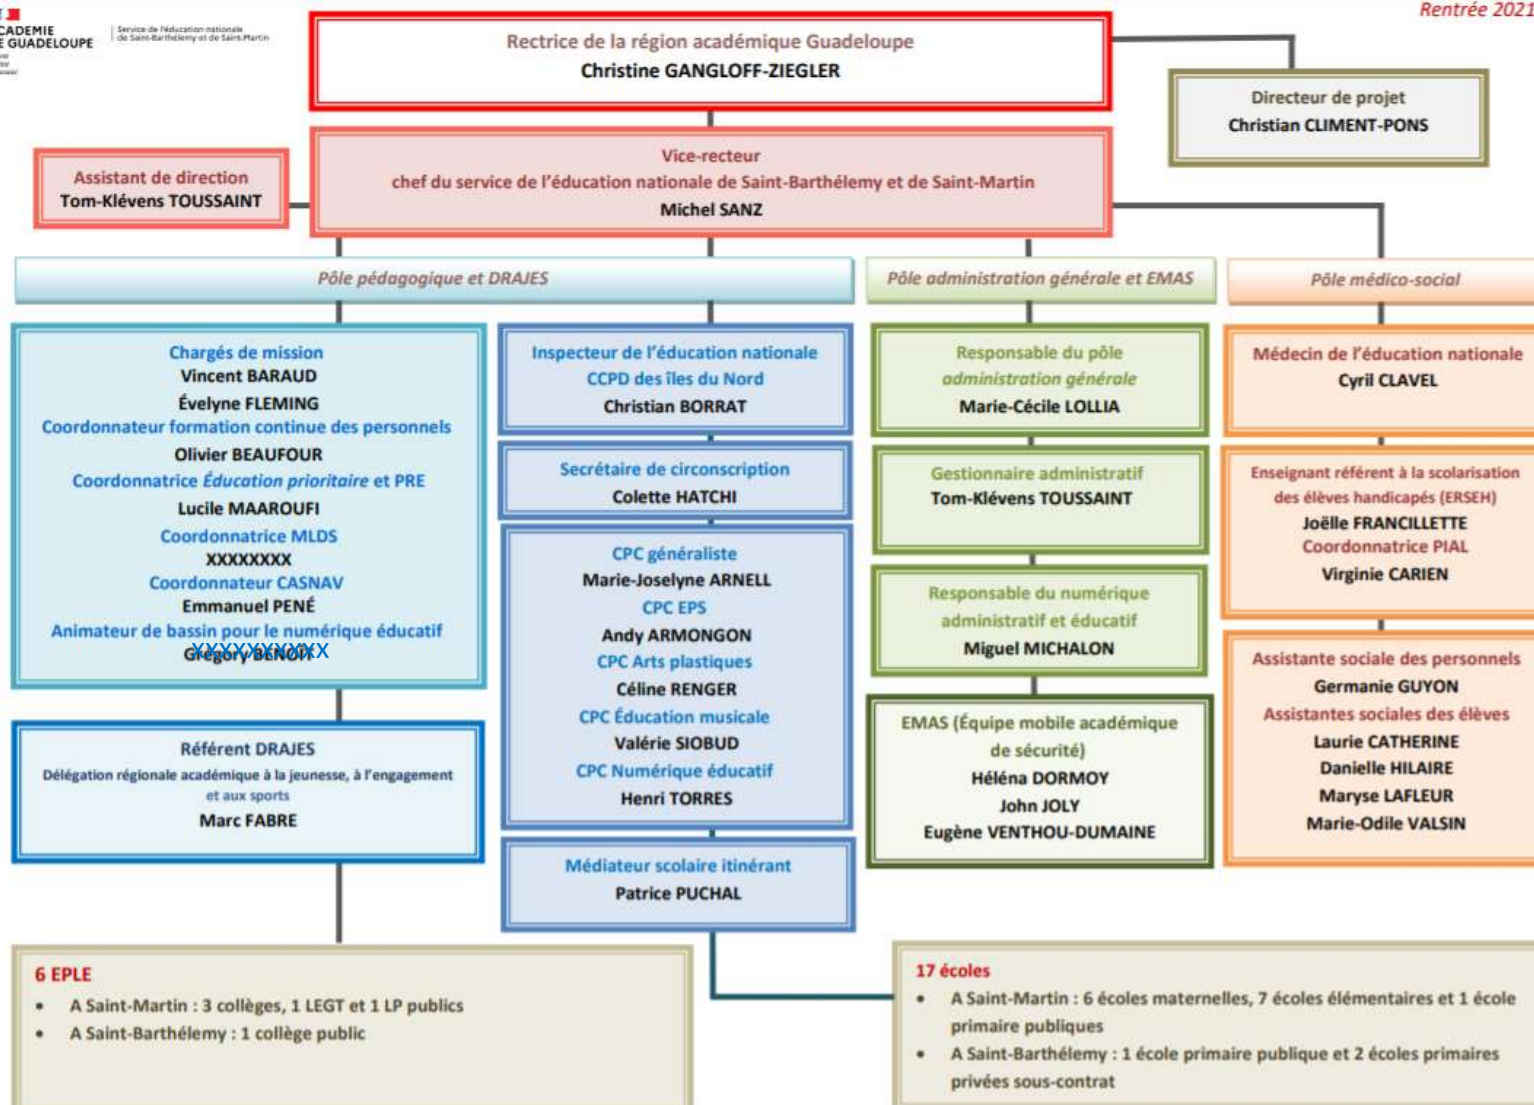 Rentrée 2021
CADEMIE
E GUADELOUPE
Service de l'éducation nationale
de Saint-Barthélemy et de Saint-Martin
Rectrice de la région académique Guadeloupe
Christine GANGLOFF-ZIEGLER
Directeur de projet
Christian CLIMENT-PONS
Assistant de direction
Tom-Klévens TOUSSAINT
Vice-recteur
chef du service de l'éducation nationale de Saint-Barthélemy et de Saint-Martin
Michel SANZ
Pôle pédagogique et DRAJES
Pôle administration générale et EMAS
Pôle médico-social
Chargés de mission
Vincent BARAUD
Évelyne FLEMING
Coordonnateur formation continue des personnels
Olivier BEAUFOUR
Coordonnatrice Éducation prioritaire et PRE
Lucile MAAROUFI
Coordonnatrice MLDS
XXXXXXXX
Coordonnateur CASNAV
Emmanuel PENÉ
Animateur de bassin pour le numérique éducatif
Grégory BENOIT
XXXXXXXXXX
Référent DRAJES
Délégation régionale académique à la jeunesse, à l'engagement
et aux sports
Marc FABRE
Inspecteur de l'éducation nationale
CCPD des îles du Nord
Christian BORRAT
Secrétaire de circonscription
Colette HATCHI
CPC généraliste
Marie-Joselyne ARNELL
CPC EPS
Andy ARMONGON
CPC Arts plastiques
Céline RENGER
CPC Éducation musicale
Valérie SIOBUD
CPC Numérique éducatif
Henri TORRES
Médiateur scolaire itinérant
Patrice PUCHAL
Responsable du pôle
administration générale
Marie-Cécile LOLLIA
Gestionnaire administratif
Tom-Klévens TOUSSAINT
Responsable du numérique
administratif et éducatif
Miguel MICHALON
EMAS (Équipe mobile académique
de sécurité)
Héléna DORMOY
John JOLY
Eugène VENTHOU-DUMAINE
Médecin de l'éducation nationale
Cyril CLAVEL
Enseignant référent à la scolarisation
des élèves handicapés (ERSEH)
Joëlle FRANCILLETTE
Coordonnatrice PIAL
Virginie CARIEN
Assistante sociale des personnels
Germanie GUYON
Assistantes sociales des élèves
Laurie CATHERINE
Danielle HILAIRE
Maryse LAFLEUR
Marie-Odile VALSIN
6 EPLE
• A Saint-Martin : 3 collèges, 1 LEGT et 1 LP publics
• A Saint-Barthélemy : 1 collège public
17 écoles
• A Saint-Martin : 6 écoles maternelles, 7 écoles élémentaires et 1 école
primaire publiques
• A Saint-Barthélemy : 1 école primaire publique et 2 écoles primaires
privées sous-contrat